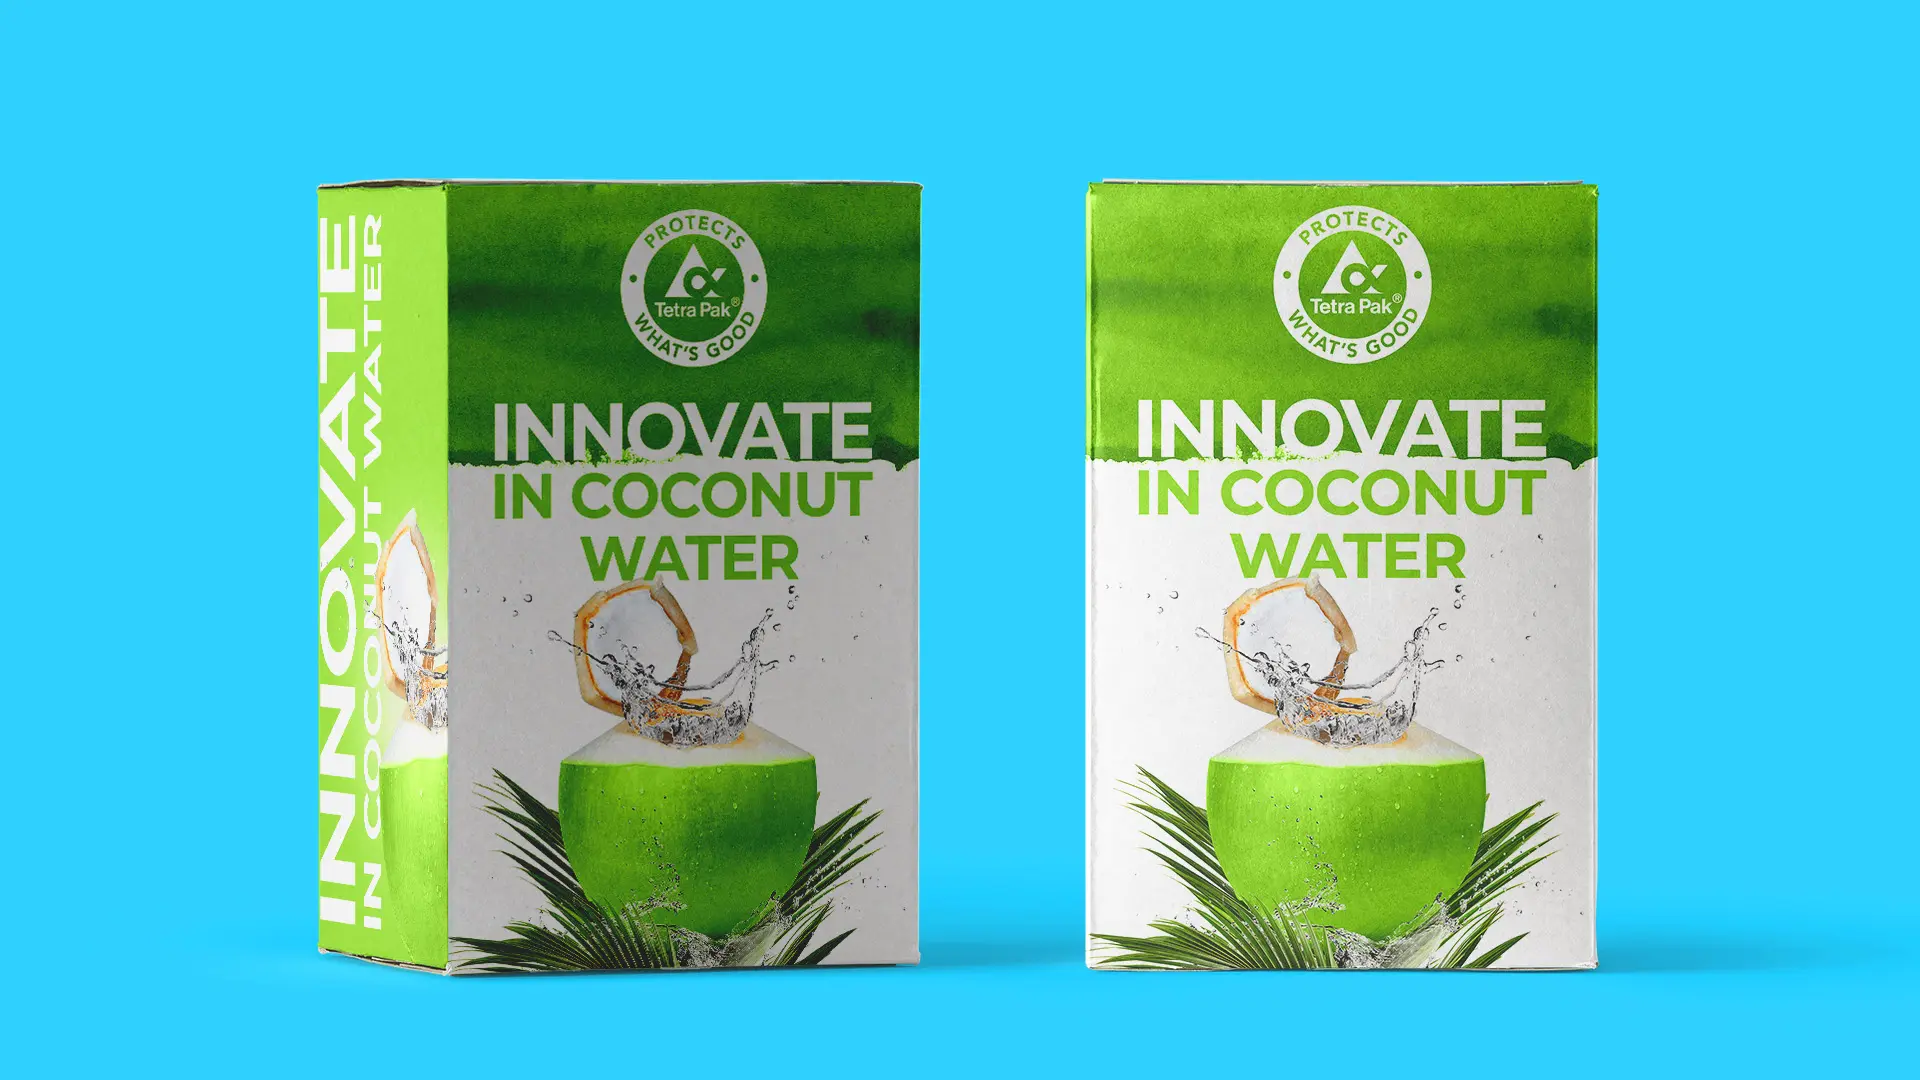 INNOVATE
IN COCONUT WATER
PROTECTS
Tetra Pak®
WHAT'S GOOD
INNOVATE
IN COCONUT
WATER
PROTECTS
Tetra Pak®
WHAT'S GOOD
INNOVATE
IN COCONUT
WATER